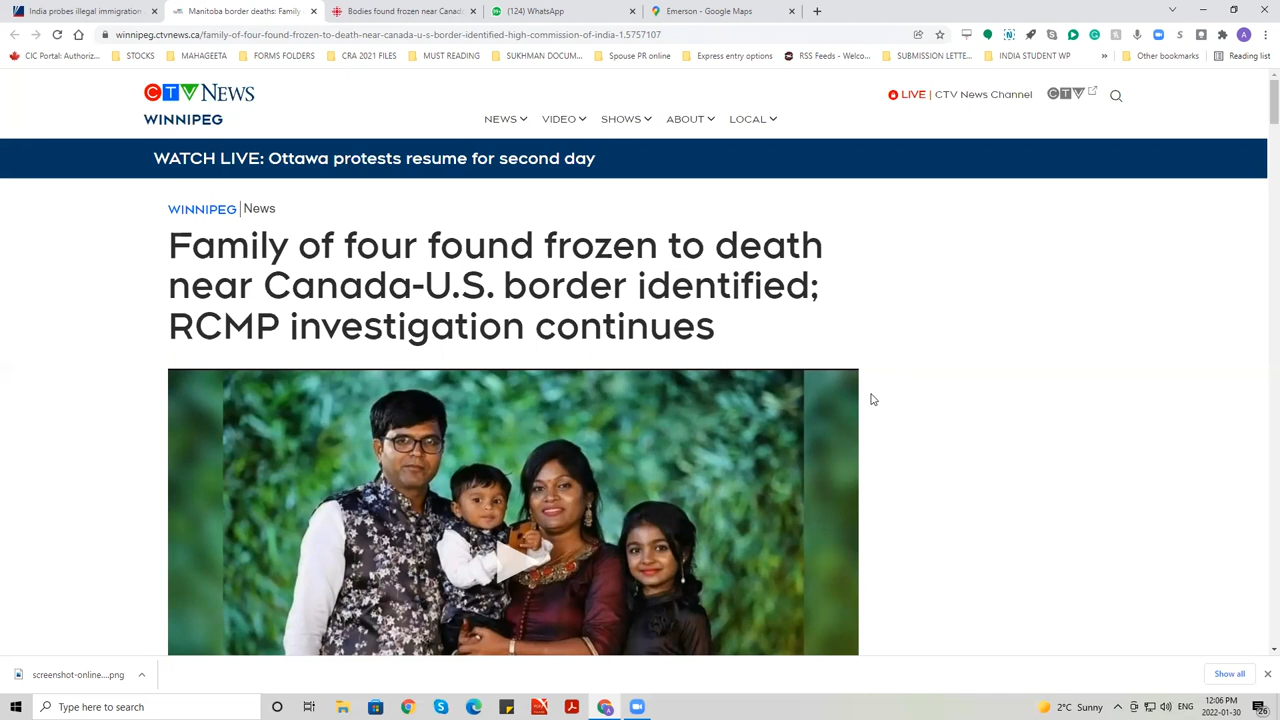 India probes illegal immigration
Manitoba border deaths: Family
Bodies found frozen near Canad
(124) WhatsApp
Emerson - Google Maps
winnipeg.ctvnews.ca/family-of-four-found-frozen-to-death-near-canada-u-s-border-identified-high-commission-of-india-1.5757107
CIC Portal: Authoriz... STOCKS MAHAGEETA FORMS FOLDERS CRA 2021 FILES MUST READING SUKHMAN DOCUM... Spouse PR online Express entry options RSS Feeds - Welco... SUBMISSION LETTE... INDIA STUDENT WP » Other bookmarks Reading list
CTV NEWS
WINNIPEG
LIVE | CTV News Channel CTV
NEWS VIDEO SHOWS ABOUT LOCAL
WATCH LIVE: Ottawa protests resume for second day
WINNIPEG | News
Family of four found frozen to death
near Canada-U.S. border identified;
RCMP investigation continues
screenshot-online....png
Show all
Type here to search
2°C Sunny
ENG
12:06 PM
2022-01-30
26